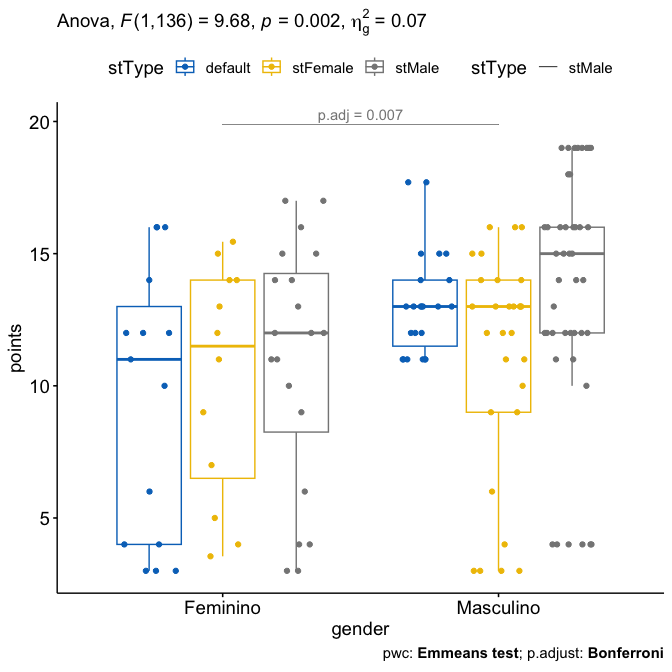 Anova, F(1,136) = 9.68, p = 0.002, η²g = 0.07
stType default stFemale stMale stType stMale
p.adj = 0.007
20
15
10
5
points
Feminino Masculino
gender
pwc: Emmeans test; p.adjust: Bonferroni